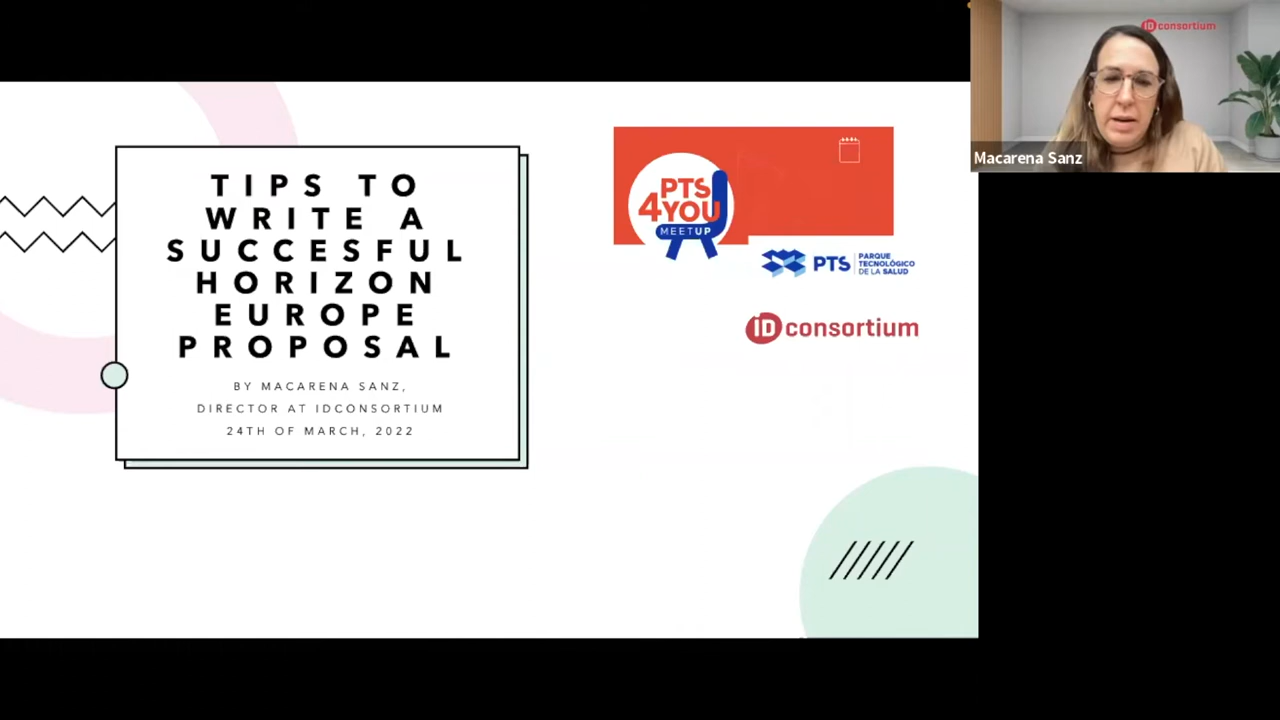 TIPS TO
WRITE A
SUCCESFUL
HORIZON
EUROPE
PROPOSAL
BY MACARENA SANZ,
DIRECTOR AT IDCONSORTIUM
24TH OF MARCH, 2022
PTS
4YOU
MEETUP
PTS
PARQUE
TECNOLÓGICO
DE LA SALUD
iD consortium
iD consortium
Macarena Sanz